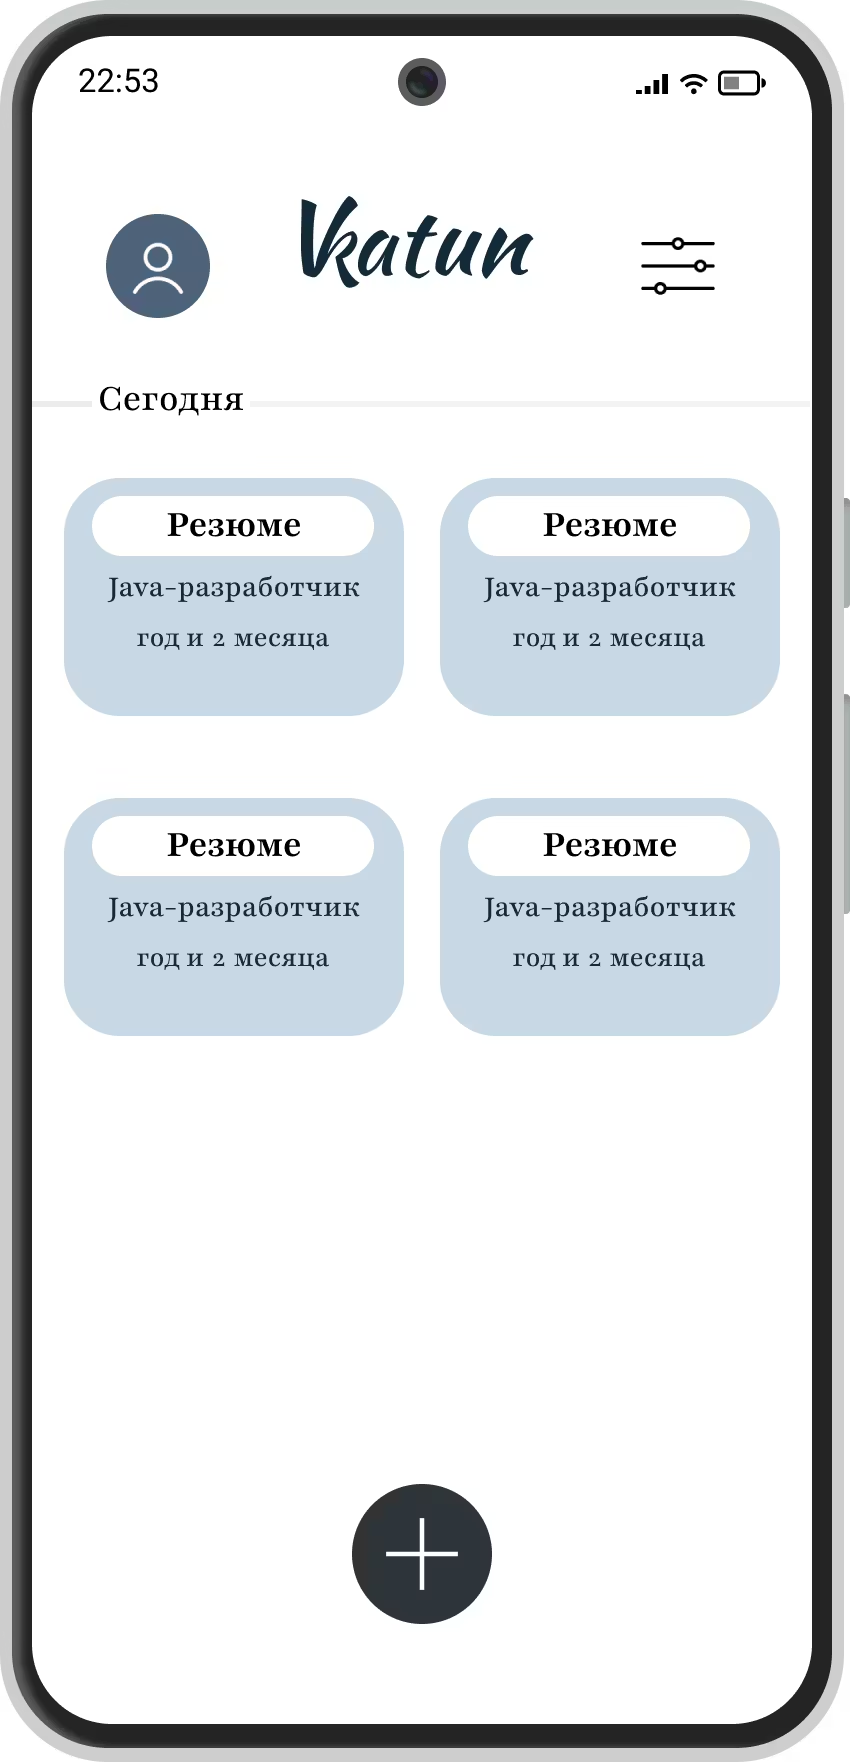 22:53
Vkatun
Сегодня
Резюме
Java-разработчик
год и 2 месяца
Резюме
Java-разработчик
год и 2 месяца
Резюме
Java-разработчик
год и 2 месяца
Резюме
Java-разработчик
год и 2 месяца